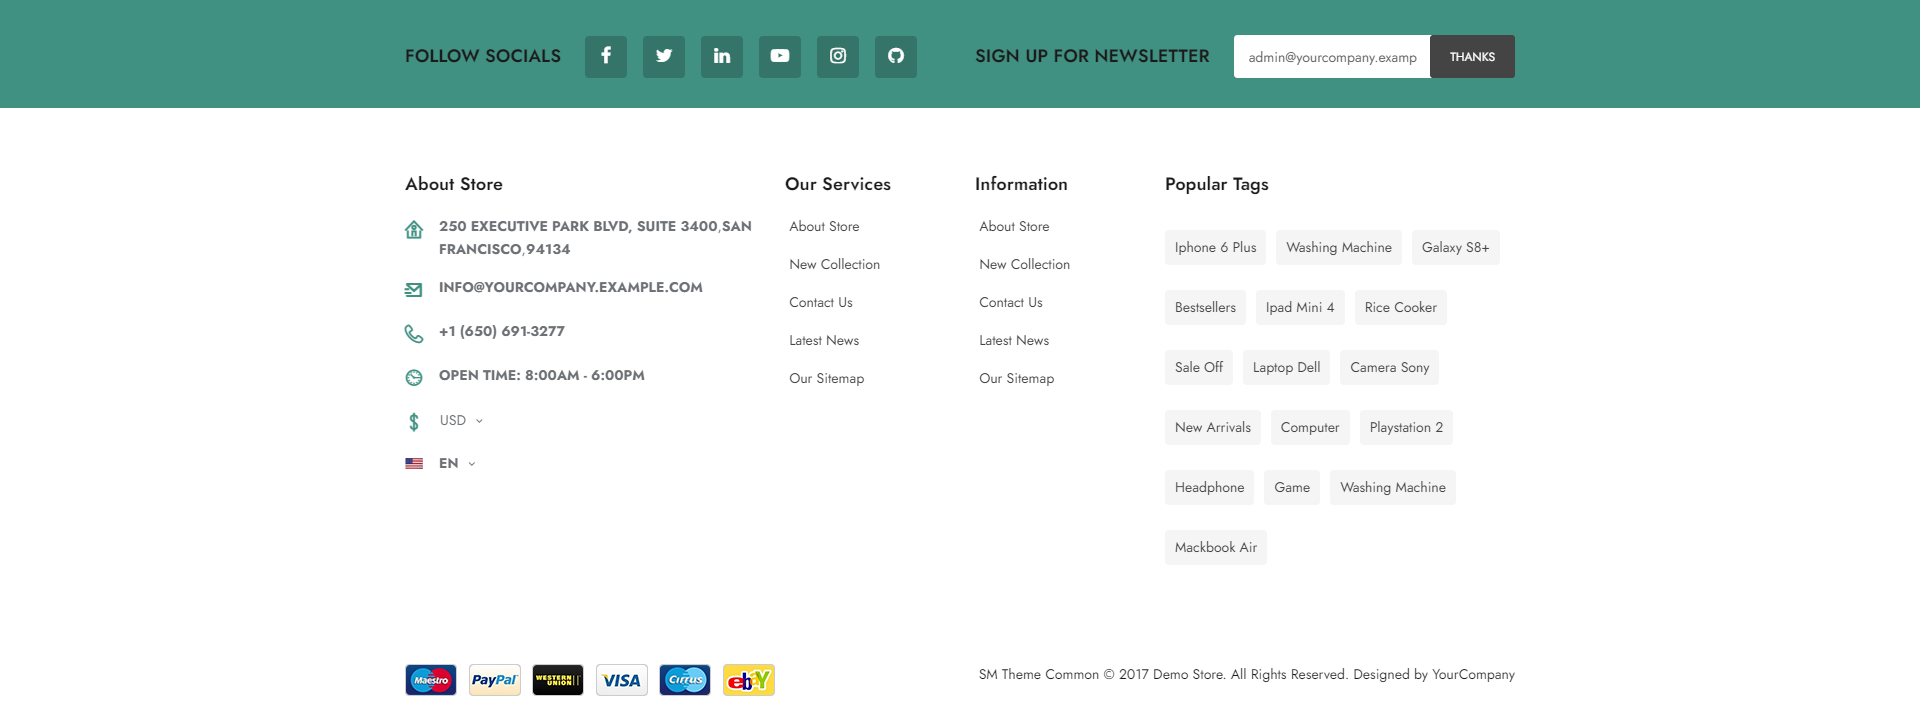 FOLLOW SOCIALS
SIGN UP FOR NEWSLETTER
admin@yourcompany.examp
THANKS
About Store
250 EXECUTIVE PARK BLVD, SUITE 3400,SAN
FRANCISCO,94134
INFO@YOURCOMPANY.EXAMPLE.COM
+1 (650) 691-3277
OPEN TIME: 8:00AM - 6:00PM
USD
EN
Our Services
About Store
New Collection
Contact Us
Latest News
Our Sitemap
Information
About Store
New Collection
Contact Us
Latest News
Our Sitemap
Popular Tags
Iphone 6 Plus Washing Machine Galaxy S8+
Bestsellers Ipad Mini 4 Rice Cooker
Sale Off Laptop Dell Camera Sony
New Arrivals Computer Playstation 2
Headphone Game Washing Machine
Mackbook Air
Maestro PayPal WESTERN UNION VISA Cirrus ebaY
SM Theme Common © 2017 Demo Store. All Rights Reserved. Designed by YourCompany